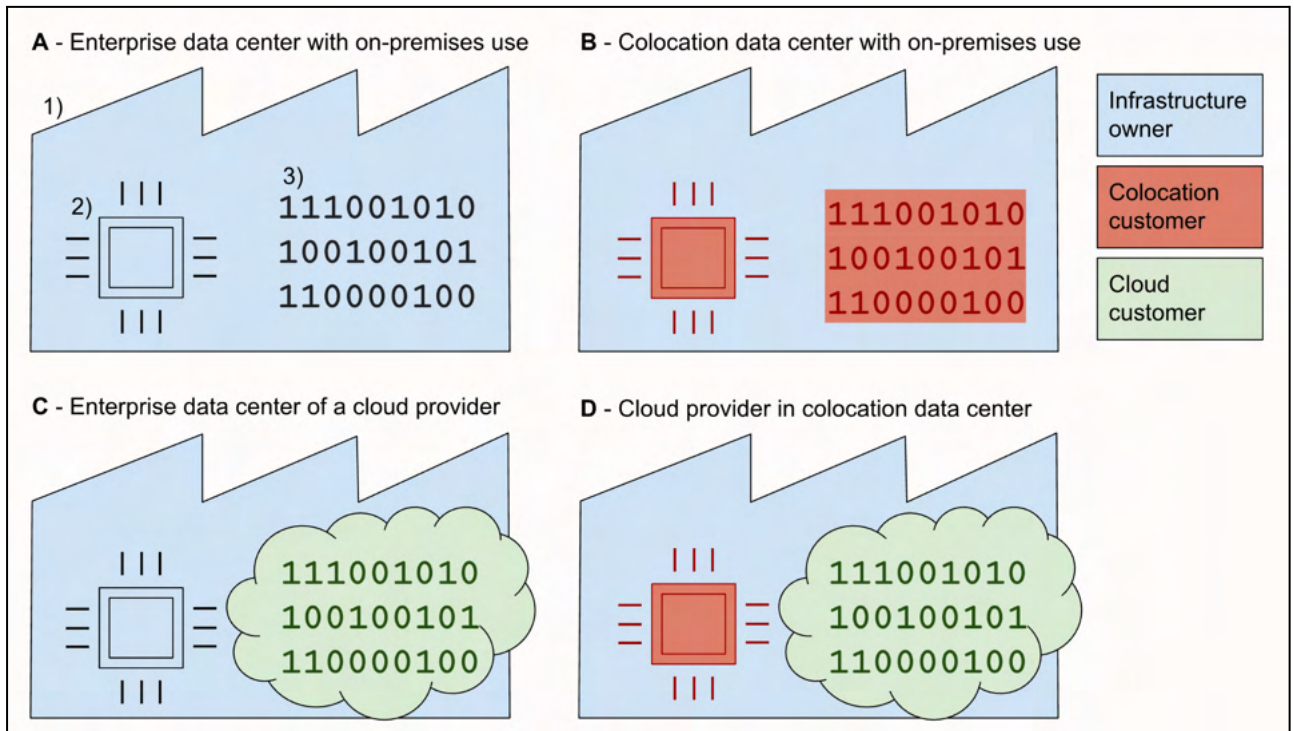 A - Enterprise data center with on-premises use
1)
2)
3)
111001010
100100101
110000100
B - Colocation data center with on-premises use
111001010
100100101
110000100
Infrastructure
owner
Colocation
customer
Cloud
customer
C - Enterprise data center of a cloud provider
111001010
100100101
110000100
D - Cloud provider in colocation data center
111001010
100100101
110000100